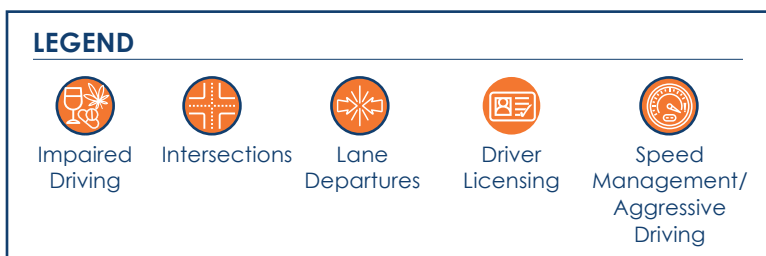 LEGEND
Impaired
Driving
Intersections
Lane
Departures
Driver
Licensing
Speed
Management/
Aggressive
Driving